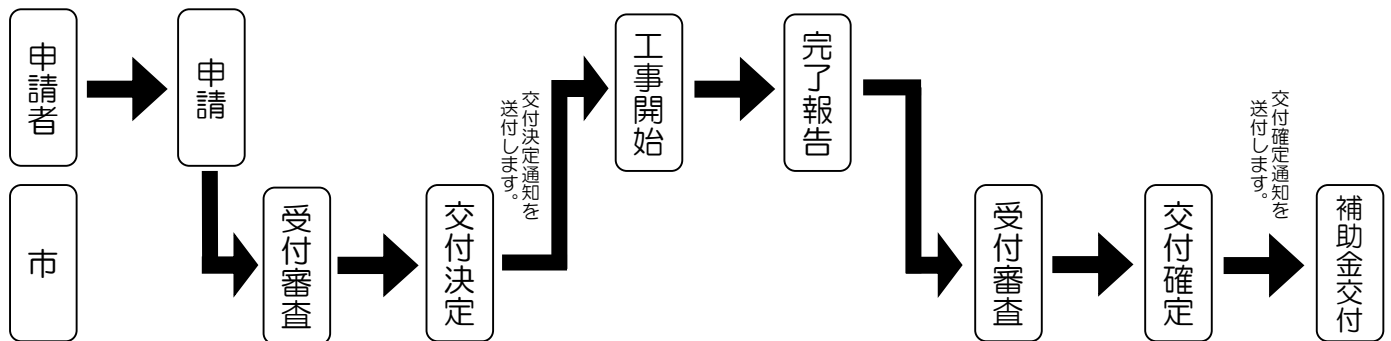 申請者
申請
市
受付審査
交付決定
交付決定通知を
送付します。
工事開始
完了報告
受付審査
交付確定
交付確定通知を
送付します。
補助金交付